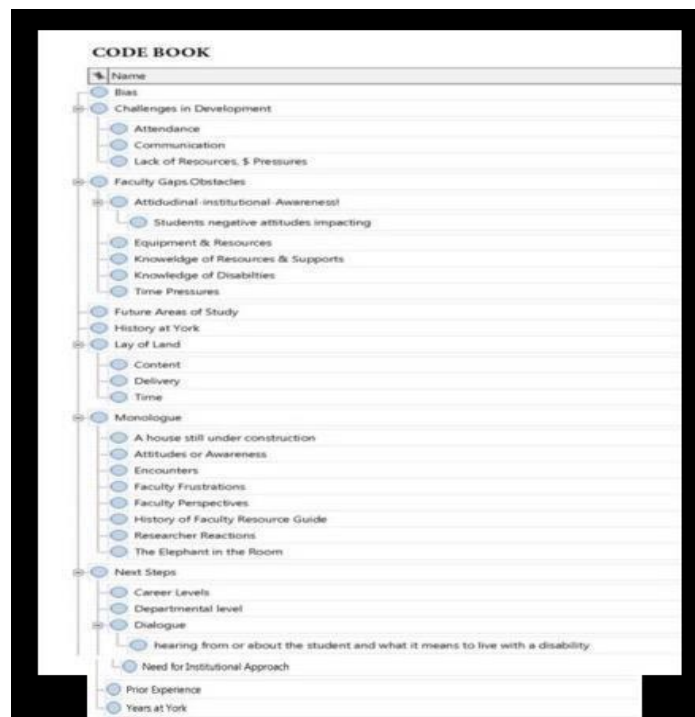 CODE BOOK
Name
Bias
Challenges in Development
Attendance
Communication
Lack of Resources, $ Pressures
Faculty Gaps.Obstacles
Attidudinal-institutional-Awareness!
Students negative attitudes impacting
Equipment & Resources
Knoweldge of Resources & Supports
Knowledge of Disabilties
Time Pressures
Future Areas of Study
History at York
Lay of Land
Content
Delivery
Time
Monologue
A house still under construction
Attitudes or Awareness
Encounters
Faculty Frustrations
Faculty Perspectives
History of Faculty Resource Guide
Researcher Reactions
The Elephant in the Room
Next Steps
Career Levels
Departmental level
Dialogue
hearing from or about the student and what it means to live with a disability
Need for Institutional Approach
Prior Experience
Years at York